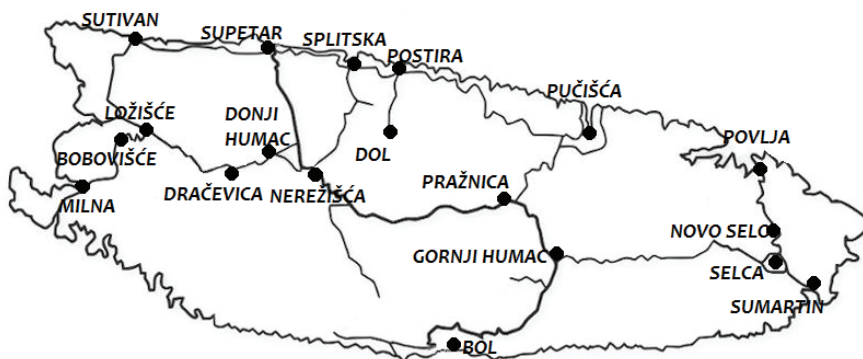 SUTIVAN
SUPETAR
SPLITSKA
POSTIRA
PUČIŠĆA
LOŽIŠĆE
DONJI
HUMAC
DOL
POVLJA
BOBOVIŠĆE
MILNA
DRAČEVICA
NEREŽIŠĆA
PRAŽNICA
NOVO SELO
GORNJI HUMAC
SELCA
SUMARTIN
BOL